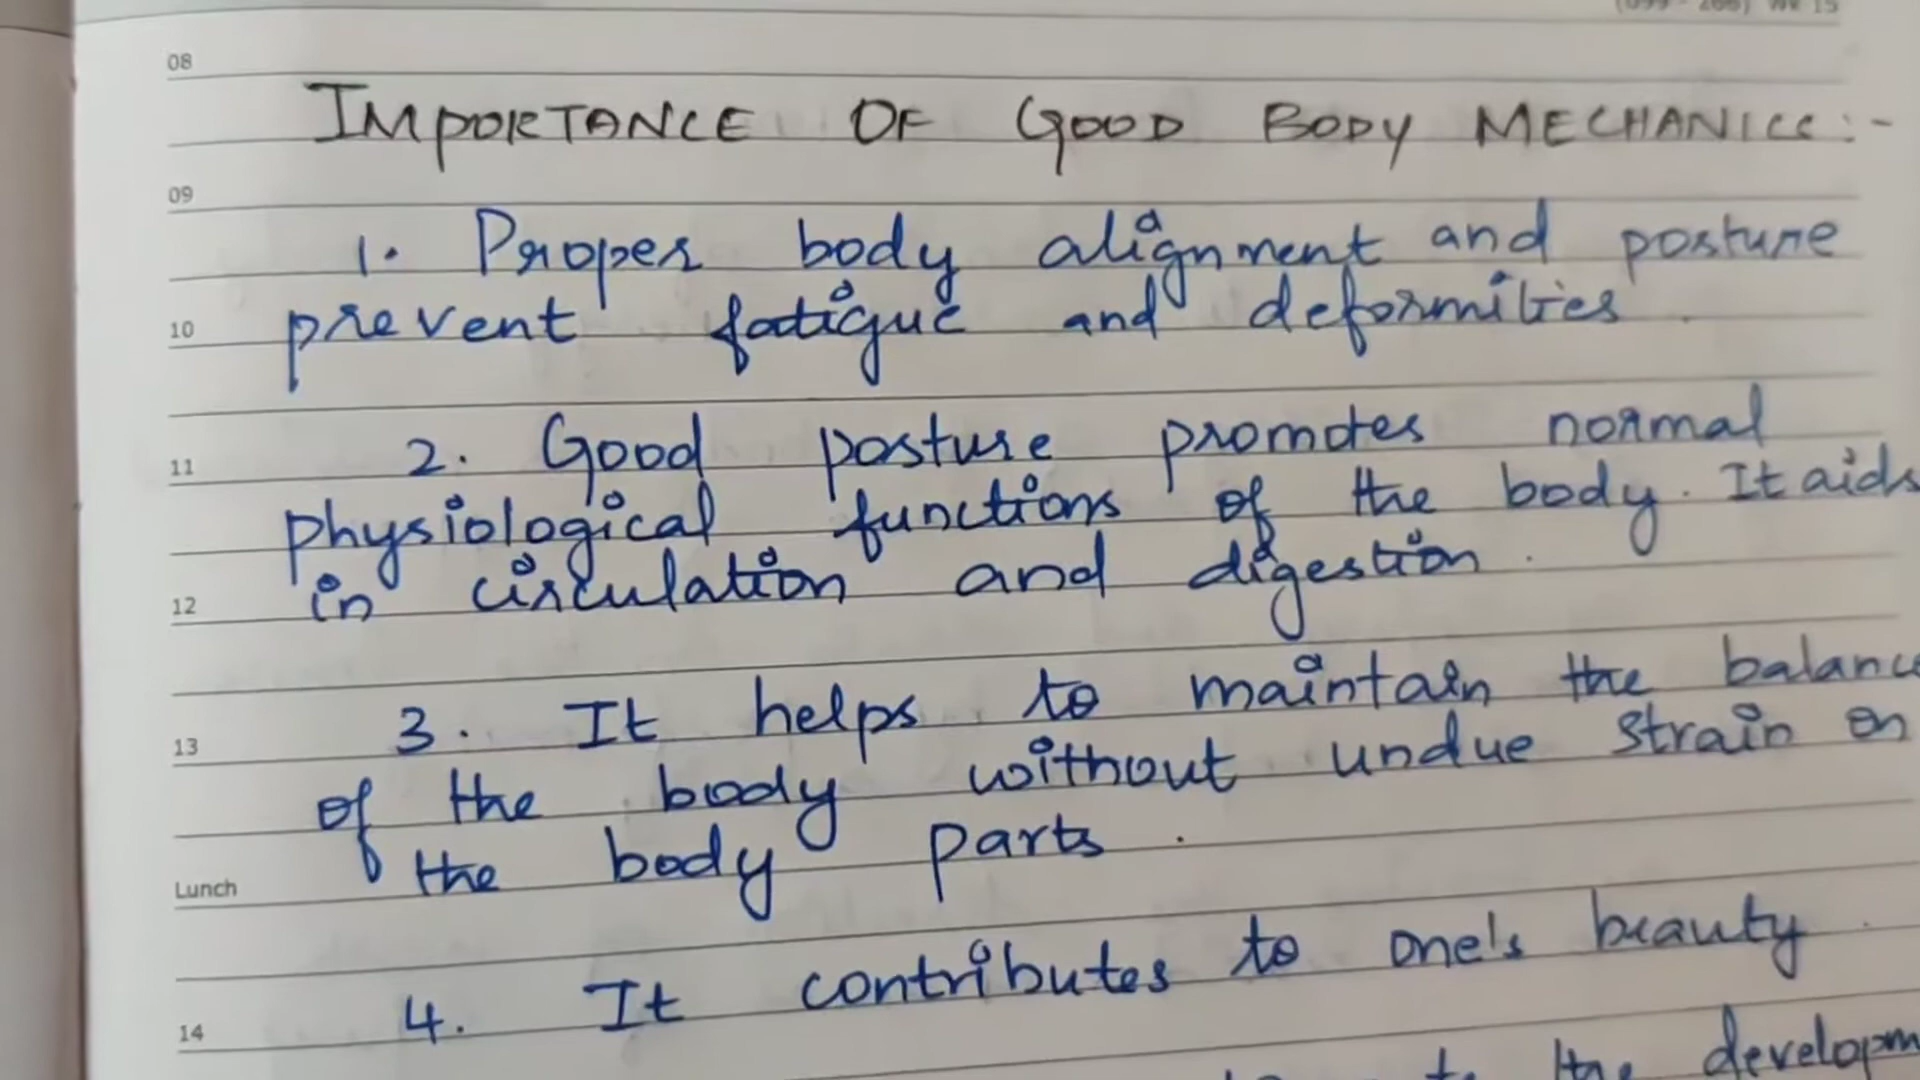 08
IMPORTANCE OF GOOD BODY MECHANICS:-
09
1. Proper body alignment and posture
10 prevent fatigue and deformities.
11 2. Good posture promotes normal
physiological functions of the body. It aids
12 in circulation and digestion.
3. It helps to maintain the balance
13
of the body without undue strain on
the body parts.
Lunch
4. It contributes to one's beauty.
14
to the developm